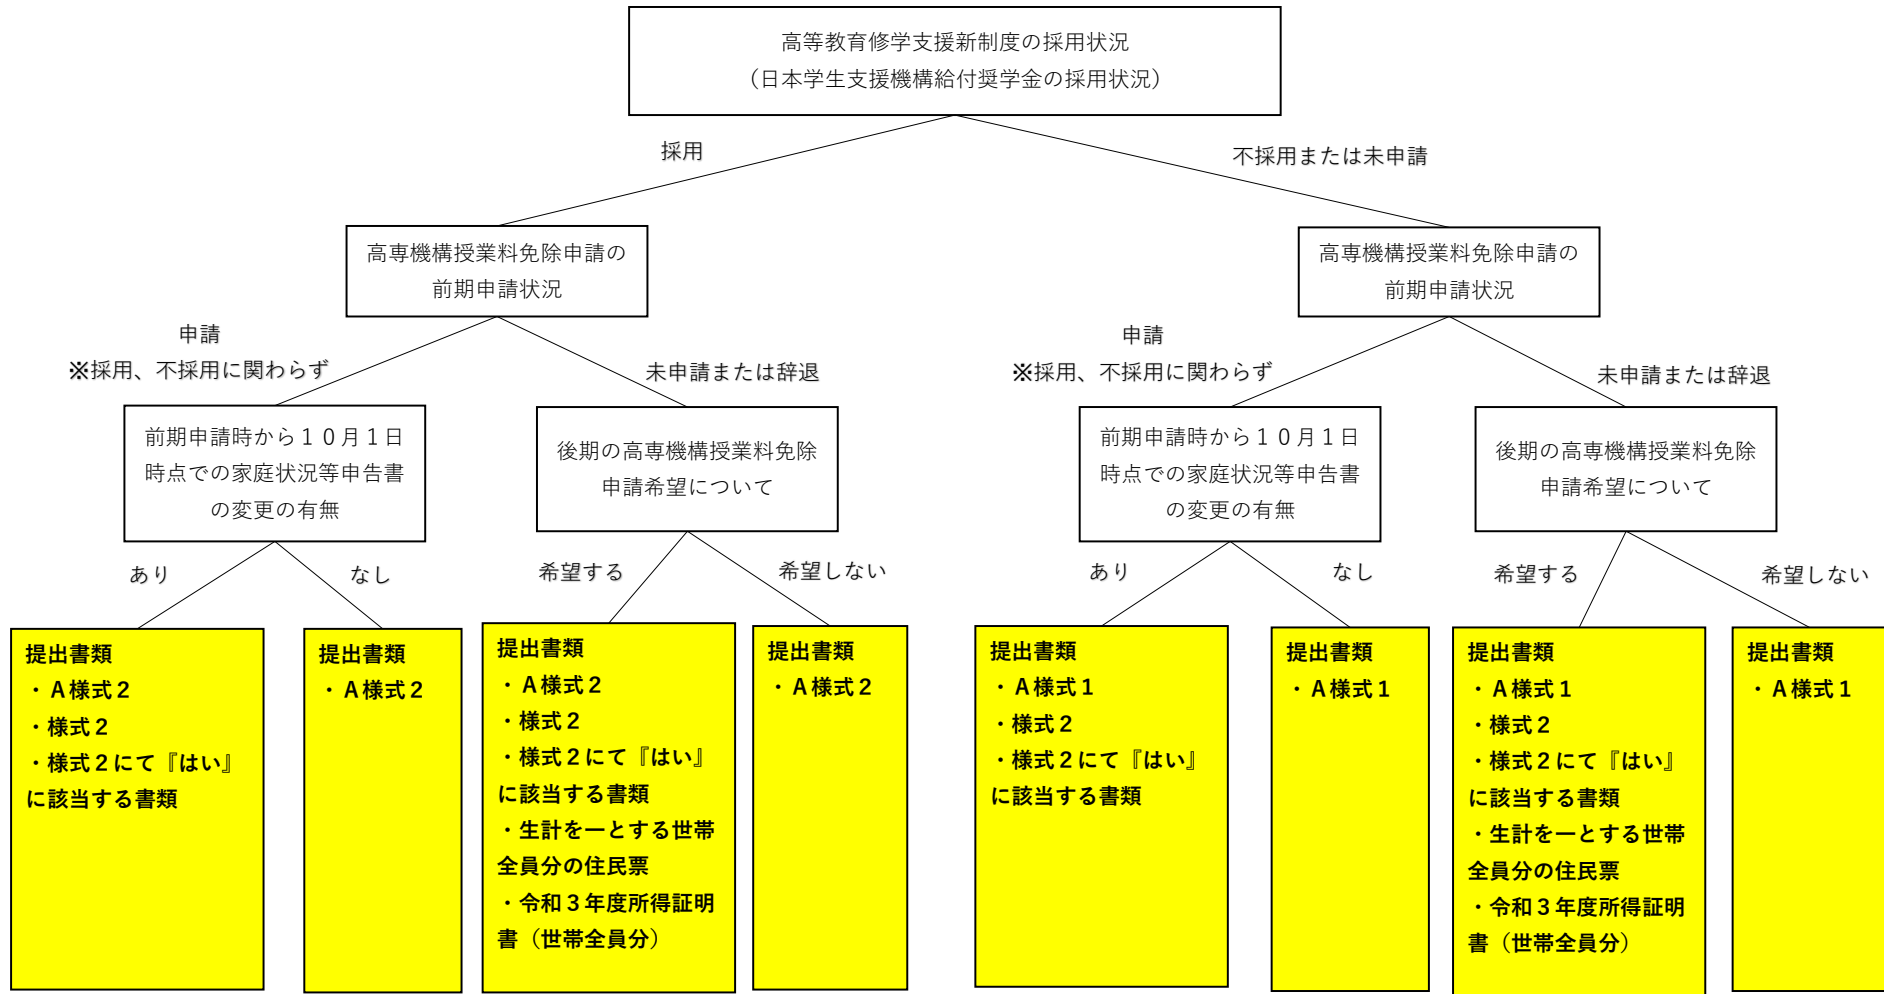 高等教育修学支援新制度の採用状況
（日本学生支援機構給付奨学金の採用状況）
採用
不採用または未申請
高専機構授業料免除申請の
前期申請状況
高専機構授業料免除申請の
前期申請状況
申請
※採用、不採用に関わらず
未申請または辞退
申請
※採用、不採用に関わらず
未申請または辞退
前期申請時から１０月１日
時点での家庭状況等申告書
の変更の有無
後期の高専機構授業料免除
申請希望について
前期申請時から１０月１日
時点での家庭状況等申告書
の変更の有無
後期の高専機構授業料免除
申請希望について
あり
なし
希望する
希望しない
あり
なし
希望する
希望しない
提出書類
・Ａ様式２
・様式２
・様式２にて『はい』
に該当する書類
提出書類
・Ａ様式２
提出書類
・Ａ様式２
・様式２
・様式２にて『はい』
に該当する書類
・生計を一とする世帯
全員分の住民票
・令和３年度所得証明
書（世帯全員分）
提出書類
・Ａ様式２
提出書類
・Ａ様式１
・様式２
・様式２にて『はい』
に該当する書類
提出書類
・Ａ様式１
提出書類
・Ａ様式１
・様式２
・様式２にて『はい』
に該当する書類
・生計を一とする世帯
全員分の住民票
・令和３年度所得証明
書（世帯全員分）
提出書類
・Ａ様式１